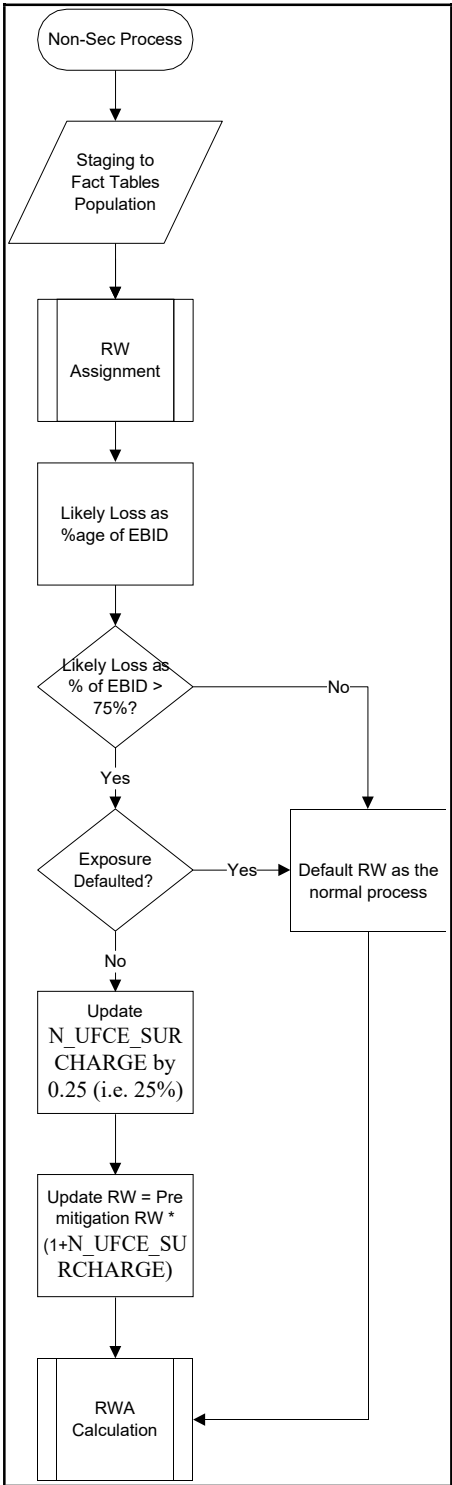 Non-Sec Process
Staging to
Fact Tables
Population
RW
Assignment
Likely Loss as
%age of EBID
Likely Loss as
% of EBID >
75%?
No
Yes
Exposure
Defaulted?
Yes
Default RW as the
normal process
No
Update
N_UFCE_SUR
CHARGE by
0.25 (i.e. 25%)
Update RW = Pre
mitigation RW *
(1+N_UFCE_SU
RCHARGE)
RWA
Calculation